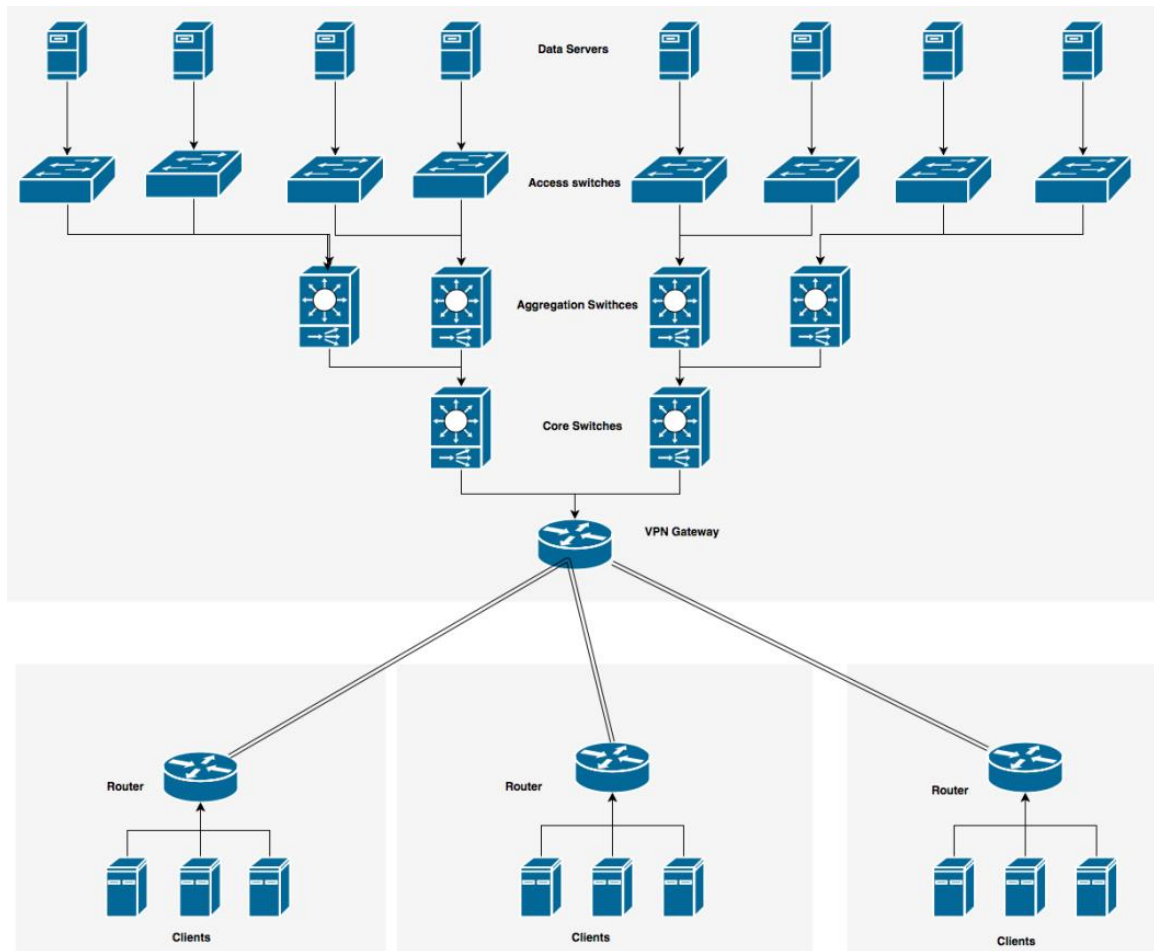 Data Servers
Access switches
Aggregation Swithces
Core Switches
VPN Gateway
Router
Router
Router
Clients
Clients
Clients